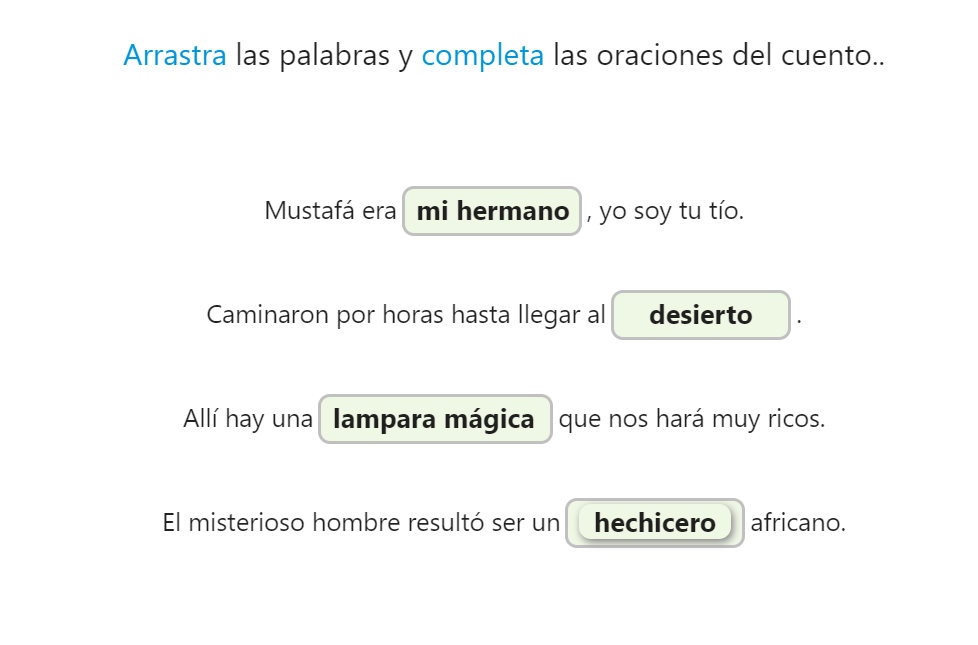 Arrastra las palabras y completa las oraciones del cuento..
Mustafá era mi hermano , yo soy tu tío.
Caminaron por horas hasta llegar al desierto .
Allí hay una lampara mágica que nos hará muy ricos.
El misterioso hombre resultó ser un hechicero africano.